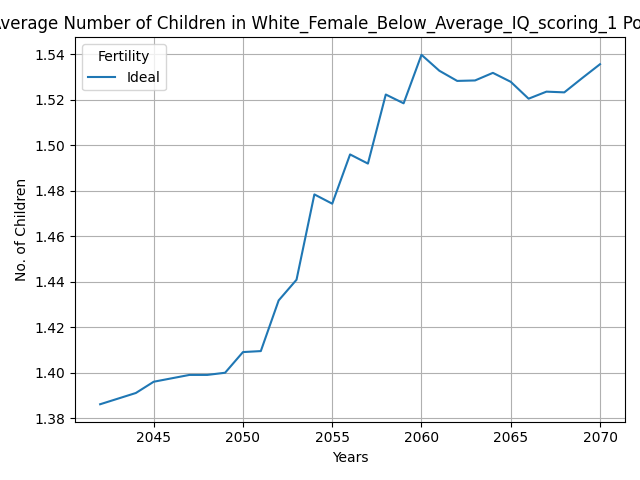 Average Number of Children in White_Female_Below_Average_IQ_scoring_1 Po
Fertility
Ideal
1.54
1.52
1.50
1.48
1.46
1.44
1.42
1.40
1.38
No. of Children
2045 2050 2055 2060 2065 2070
Years